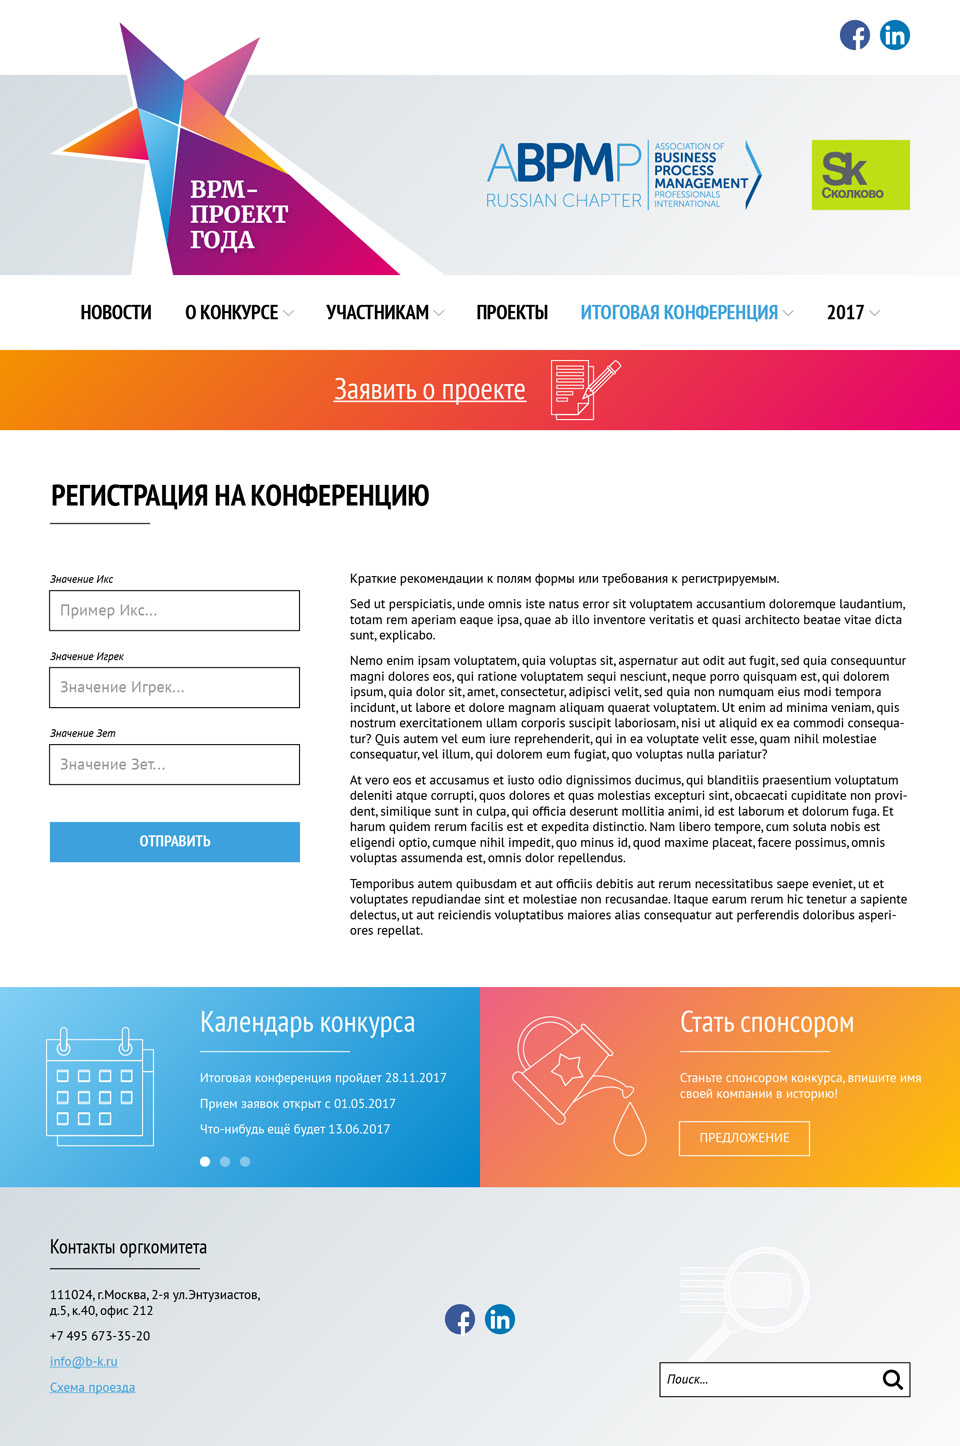 f in
BPM-
ПРОЕКТ
ГОДА
ABPMP
RUSSIAN CHAPTER
ASSOCIATION OF
BUSINESS
PROCESS
MANAGEMENT
PROFESSIONALS
INTERNATIONAL
Sk
Сколково
НОВОСТИ О КОНКУРСЕ УЧАСТНИКАМ ПРОЕКТЫ ИТОГОВАЯ КОНФЕРЕНЦИЯ 2017
Заявить о проекте
РЕГИСТРАЦИЯ НА КОНФЕРЕНЦИЮ
Значение Икс
Пример Икс...
Значение Игрек
Значение Игрек...
Значение Зет
Значение Зет...
ОТПРАВИТЬ
Краткие рекомендации к полям формы или требования к регистрируемым.
Sed ut perspiciatis, unde omnis iste natus error sit voluptatem accusantium doloremque laudantium,
totam rem aperiam eaque ipsa, quae ab illo inventore veritatis et quasi architecto beatae vitae dicta
sunt, explicabo.
Nemo enim ipsam voluptatem, quia voluptas sit, aspernatur aut odit aut fugit, sed quia consequuntur
magni dolores eos, qui ratione voluptatem sequi nesciunt, neque porro quisquam est, qui dolorem
ipsum, quia dolor sit, amet, consectetur, adipisci velit, sed quia non numquam eius modi tempora
incidunt, ut labore et dolore magnam aliquam quaerat voluptatem. Ut enim ad minima veniam, quis
nostrum exercitationem ullam corporis suscipit laboriosam, nisi ut aliquid ex ea commodi consequa-
tur? Quis autem vel eum iure reprehenderit, qui in ea voluptate velit esse, quam nihil molestiae
consequatur, vel illum, qui dolorem eum fugiat, quo voluptas nulla pariatur?
At vero eos et accusamus et iusto odio dignissimos ducimus, qui blanditiis praesentium voluptatum
deleniti atque corrupti, quos dolores et quas molestias excepturi sint, obcaecati cupiditate non provi-
dent, similique sunt in culpa, qui officia deserunt mollitia animi, id est laborum et dolorum fuga. Et
harum quidem rerum facilis est et expedita distinctio. Nam libero tempore, cum soluta nobis est
eligendi optio, cumque nihil impedit, quo minus id, quod maxime placeat, facere possimus, omnis
voluptas assumenda est, omnis dolor repellendus.
Temporibus autem quibusdam et aut officiis debitis aut rerum necessitatibus saepe eveniet, ut et
voluptates repudiandae sint et molestiae non recusandae. Itaque earum rerum hic tenetur a sapiente
delectus, ut aut reiciendis voluptatibus maiores alias consequatur aut perferendis doloribus asperi-
ores repellat.
Календарь конкурса
Итоговая конференция пройдет 28.11.2017
Прием заявок открыт с 01.05.2017
Что-нибудь ещё будет 13.06.2017
Стать спонсором
Станьте спонсором конкурса, впишите имя
своей компании в историю!
ПРЕДЛОЖЕНИЕ
Контакты оргкомитета
111024, г.Москва, 2-я ул.Энтузиастов,
д.5, к.40, офис 212
+7 495 673-35-20
info@b-k.ru
Схема проезда
f in
Поиск...